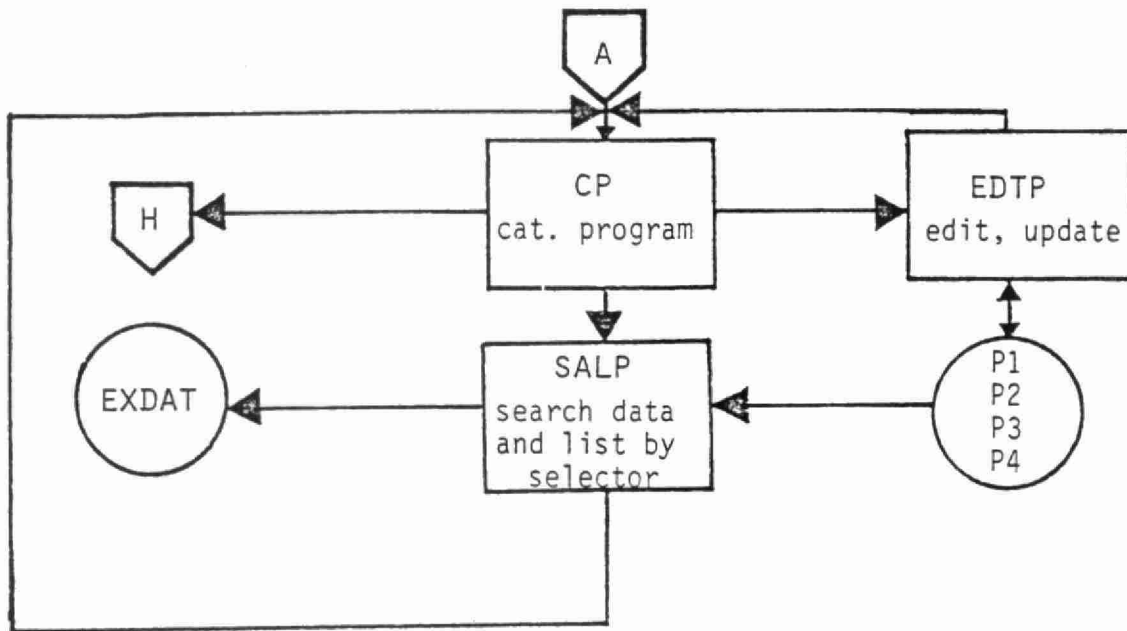 A
CP
cat. program
EDTP
edit, update
H
SALP
search data
and list by
selector
EXDAT
P1
P2
P3
P4